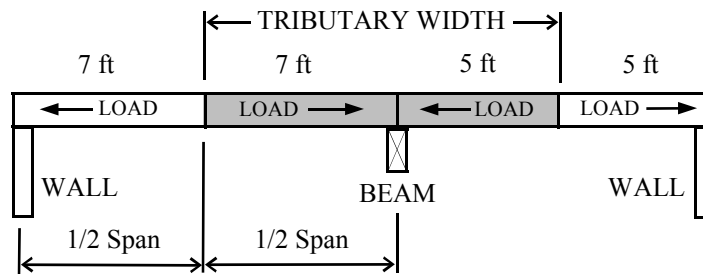 TRIBUTARY WIDTH
7 ft 7 ft 5 ft 5 ft
LOAD LOAD LOAD LOAD
WALL BEAM WALL
1/2 Span 1/2 Span